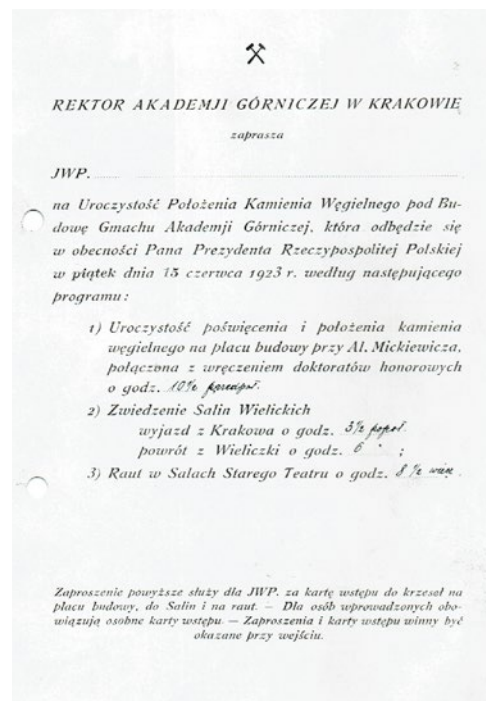 REKTOR AKADEMJI GÓRNICZEJ W KRAKOWIE
zaprasza
JWP.
na Uroczystość Położenia Kamienia Węgielnego pod Bu-
dowę Gmachu Akademji Górniczej, która odbędzie się
w obecności Pana Prezydenta Rzeczypospolitej Polskiej
w piątek dnia 15 czerwca 1923 r. według następującego
programu:
1) Uroczystość poświęcenia i położenia kamienia
węgielnego na placu budowy przy Al. Mickiewicza,
połączona z wręczeniem doktoratów honorowych
o godz. 10½ przedpoł.
2) Zwiedzenie Salin Wielickich
wyjazd z Krakowa o godz. 3½ popoł.
powrót z Wieliczki o godz. 6 " ;
3) Raut w Salach Starego Teatru o godz. 8½ wiecz.
Zaproszenie powyższe służy dla JWP. za kartę wstępu do krzeseł na
placu budowy, do Salin i na raut. — Dla osób wprowadzonych obo-
wiązują osobne karty wstępu. — Zaproszenia i karty wstępu winny być
okazane przy wejściu.